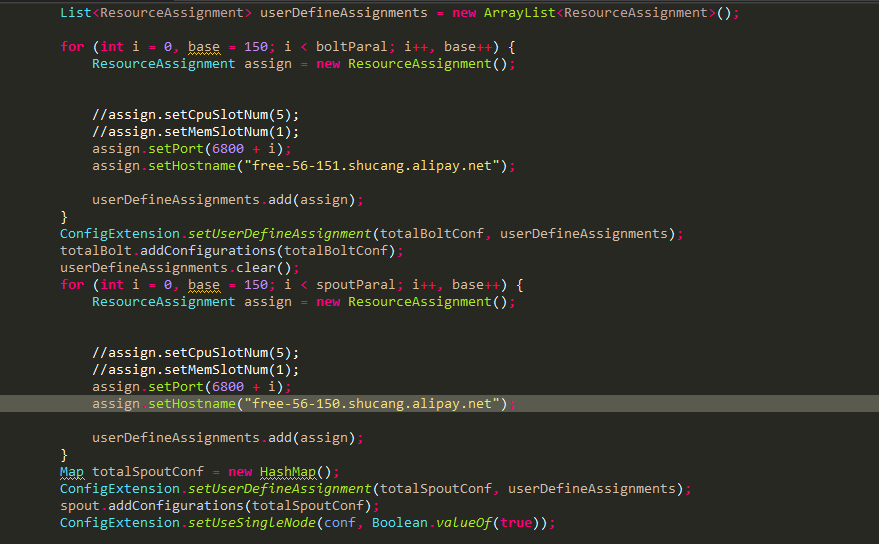 List<ResourceAssignment> userDefineAssignments = new ArrayList<ResourceAssignment>();
for (int i = 0, base = 150; i < boltParal; i++, base++) {
ResourceAssignment assign = new ResourceAssignment();
//assign.setCpuSlotNum(5);
//assign.setMemSlotNum(1);
assign.setPort(6800 + i);
assign.setHostname("free-56-151.shucang.alipay.net");
userDefineAssignments.add(assign);
}
ConfigExtension.setUserDefineAssignment(totalBoltConf, userDefineAssignments);
totalBolt.addConfigurations(totalBoltConf);
userDefineAssignments.clear();
for (int i = 0, base = 150; i < spoutParal; i++, base++) {
ResourceAssignment assign = new ResourceAssignment();
//assign.setCpuSlotNum(5);
//assign.setMemSlotNum(1);
assign.setPort(6800 + i);
assign.setHostname("free-56-150.shucang.alipay.net");
userDefineAssignments.add(assign);
}
Map totalSpoutConf = new HashMap();
ConfigExtension.setUserDefineAssignment(totalSpoutConf, userDefineAssignments);
spout.addConfigurations(totalSpoutConf);
ConfigExtension.setUseSingleNode(conf, Boolean.valueOf(true));